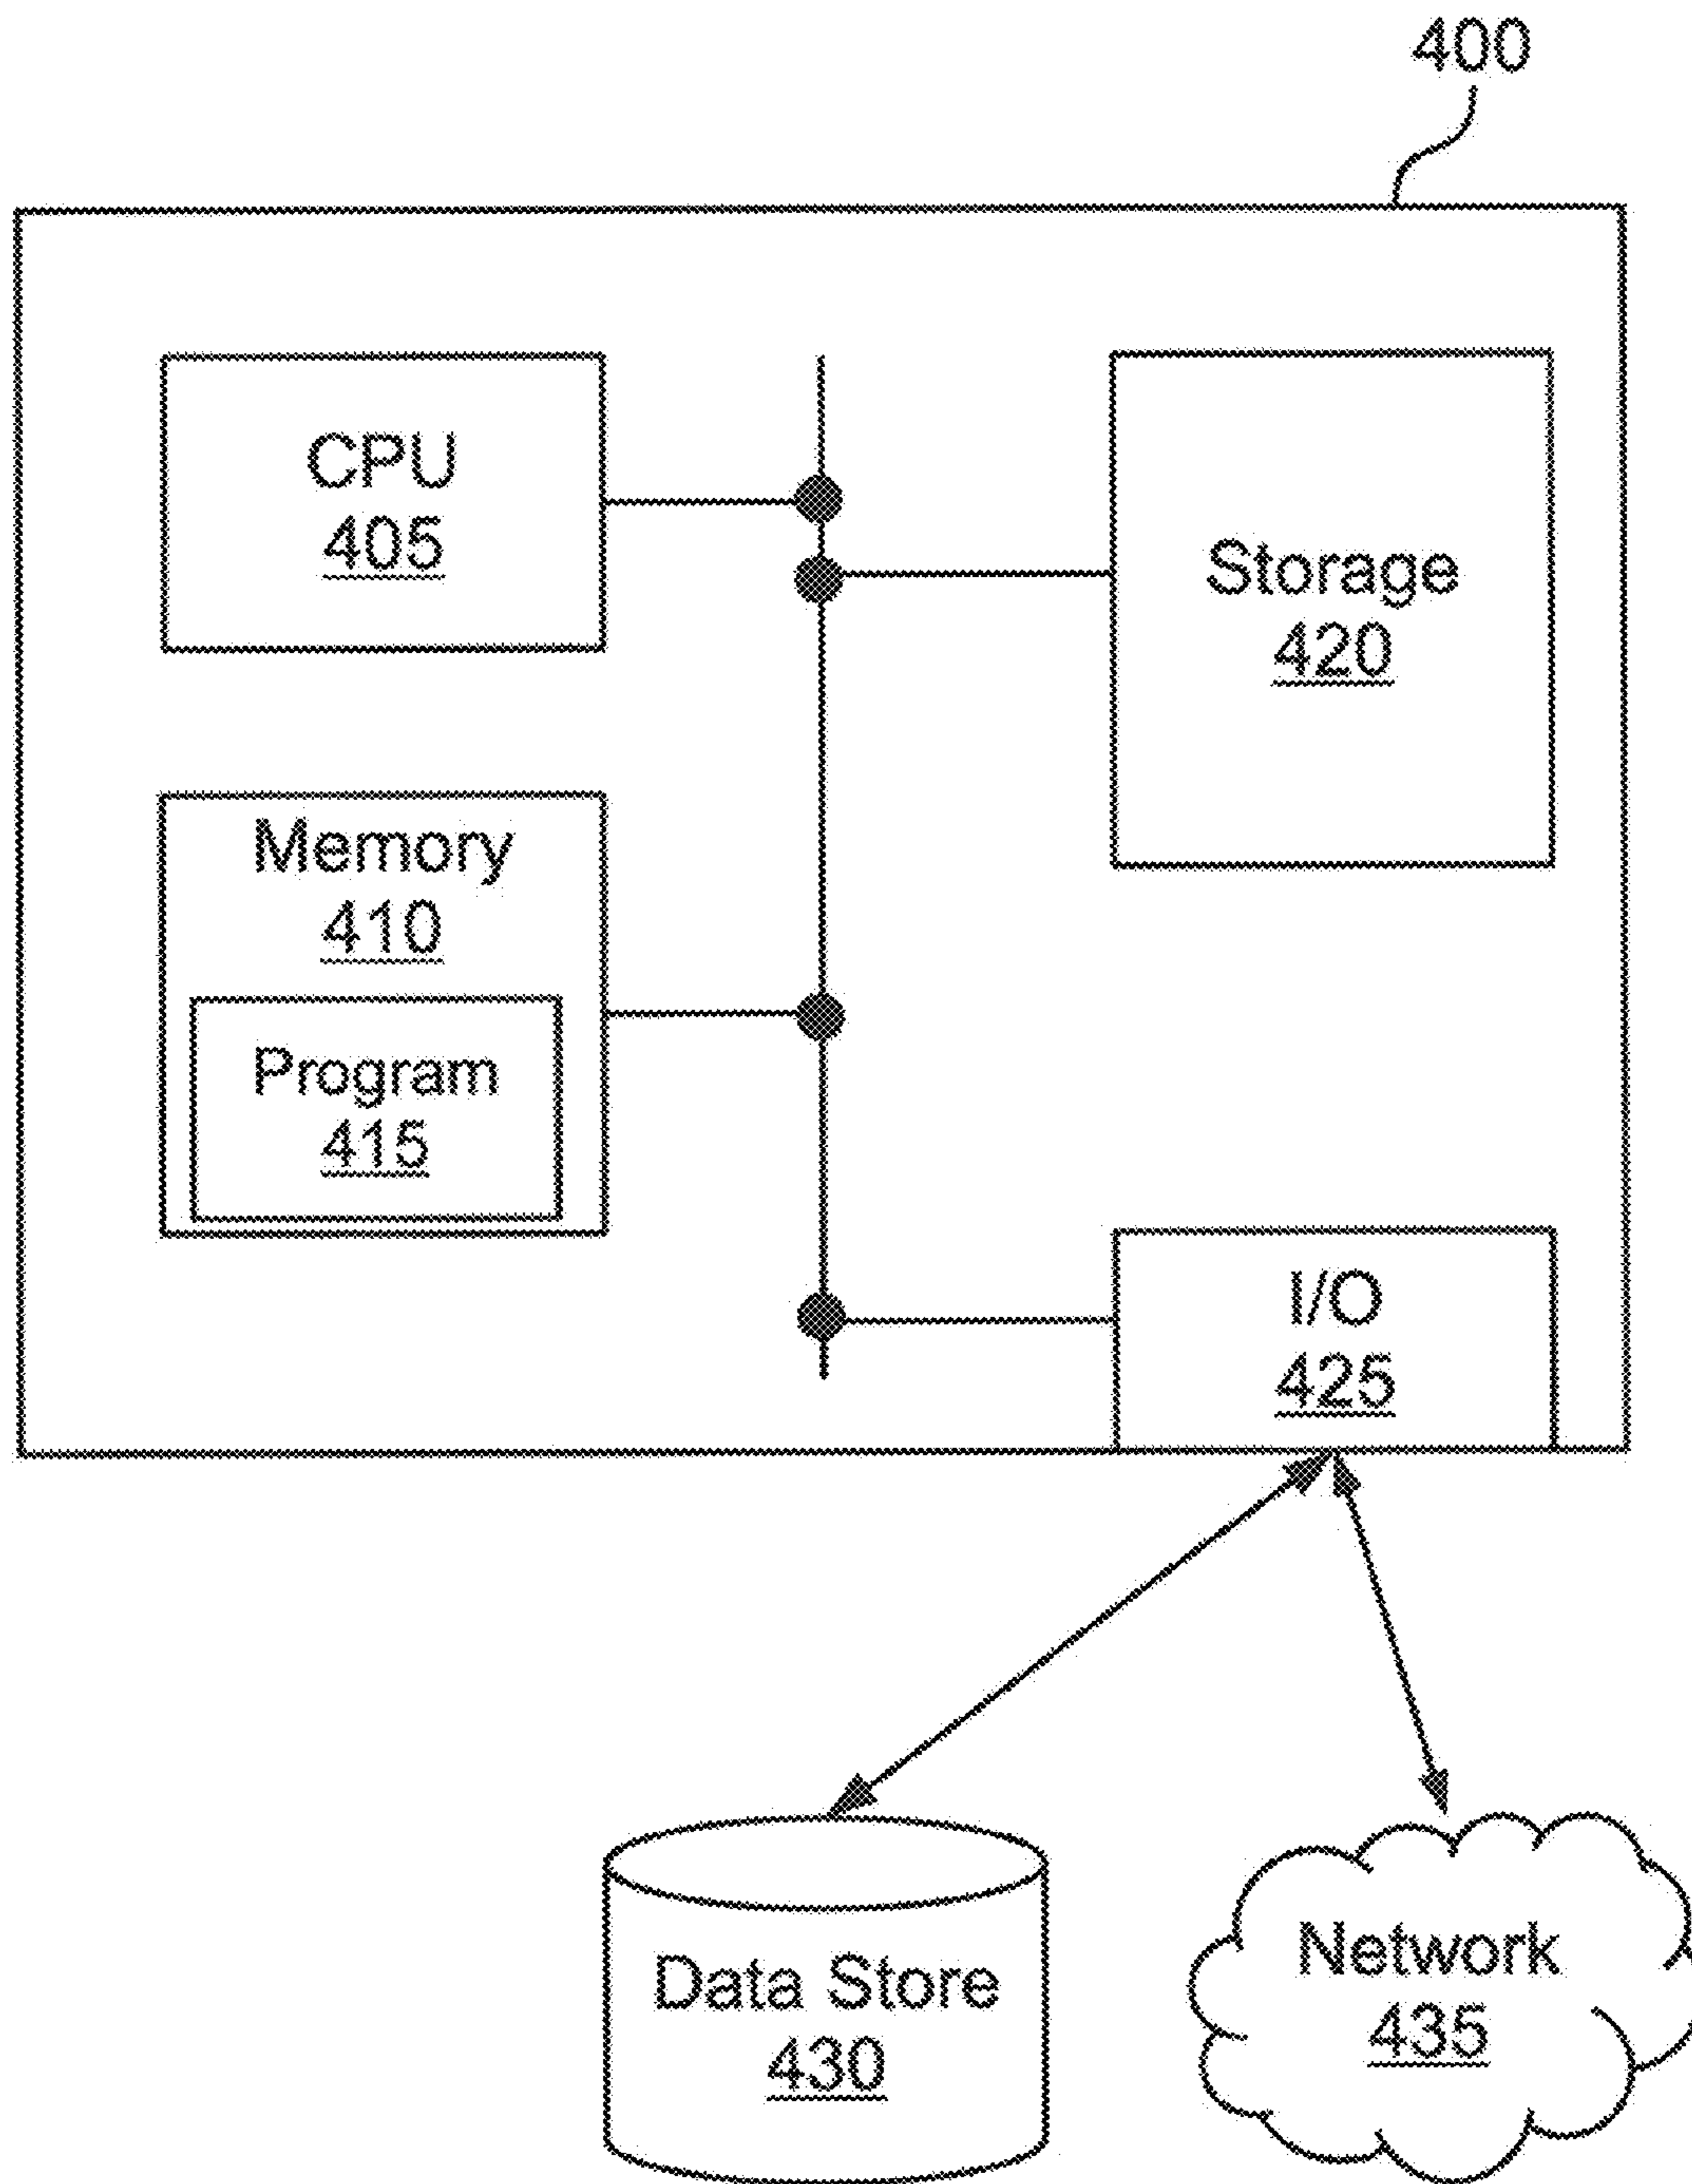 400
CPU
405
Storage
420
Memory
410
Program
415
I/O
425
Data Store
430
Network
435